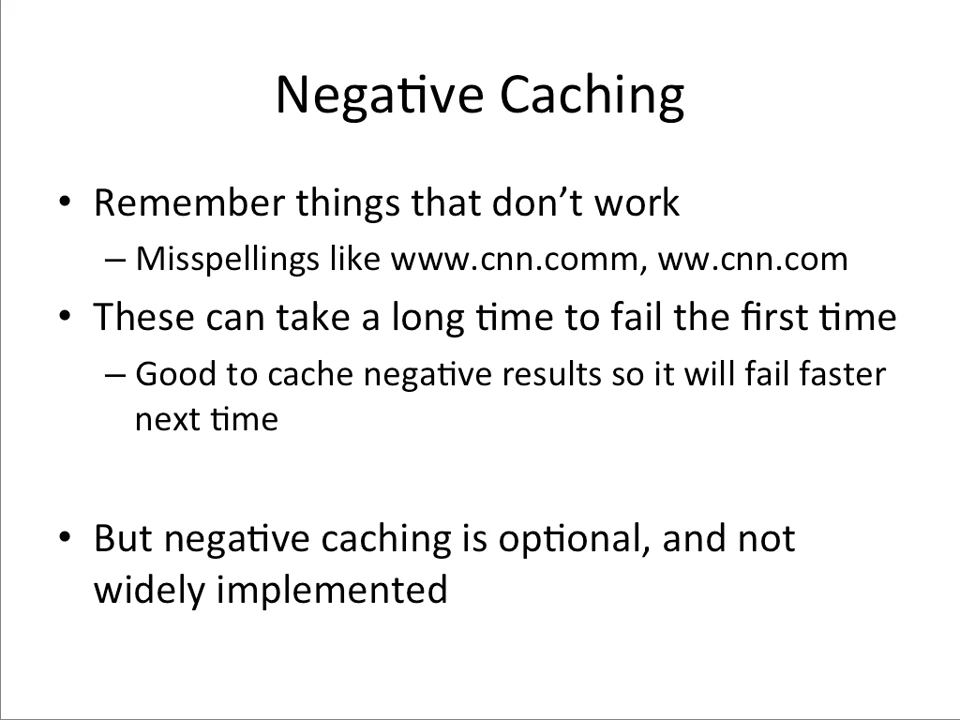 Negative Caching
• Remember things that don’t work
– Misspellings like www.cnn.comm, ww.cnn.com
• These can take a long time to fail the first time
– Good to cache negative results so it will fail faster
next time
• But negative caching is optional, and not
widely implemented